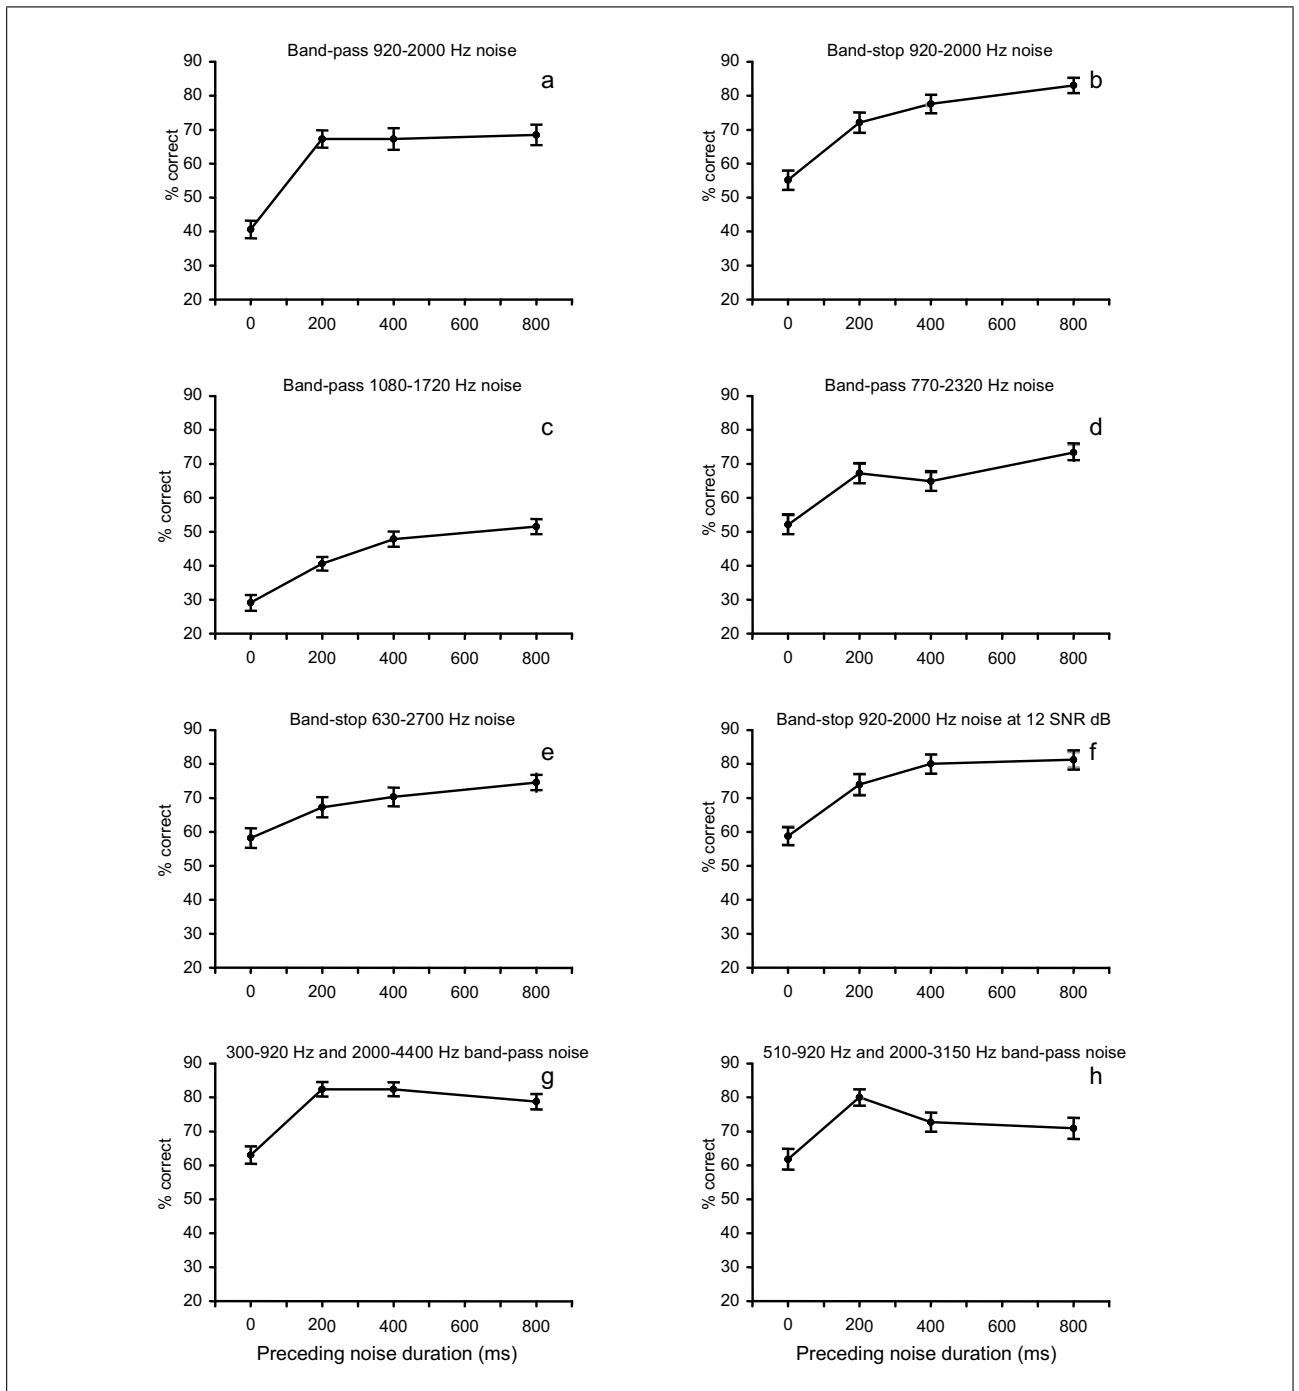 Band-pass 920-2000 Hz noise
a
% correct
90
80
70
60
50
40
30
20
0 200 400 600 800
Band-stop 920-2000 Hz noise
b
% correct
90
80
70
60
50
40
30
20
0 200 400 600 800
Band-pass 1080-1720 Hz noise
c
% correct
90
80
70
60
50
40
30
20
0 200 400 600 800
Band-pass 770-2320 Hz noise
d
% correct
90
80
70
60
50
40
30
20
0 200 400 600 800
Band-stop 630-2700 Hz noise
e
% correct
90
80
70
60
50
40
30
20
0 200 400 600 800
Band-stop 920-2000 Hz noise at 12 SNR dB
f
% correct
90
80
70
60
50
40
30
20
0 200 400 600 800
300-920 Hz and 2000-4400 Hz band-pass noise
g
% correct
90
80
70
60
50
40
30
20
0 200 400 600 800
Preceding noise duration (ms)
510-920 Hz and 2000-3150 Hz band-pass noise
h
% correct
90
80
70
60
50
40
30
20
0 200 400 600 800
Preceding noise duration (ms)